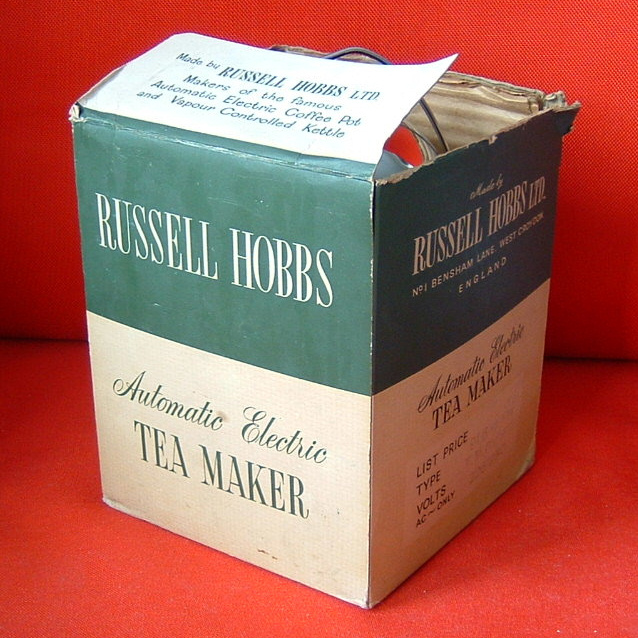 Made by RUSSELL HOBBS LTD.
Makers of the famous
Automatic Electric Coffee Pot
and Vapour Controlled Kettle
RUSSELL HOBBS
Automatic Electric
TEA MAKER
Made by
RUSSELL HOBBS LTD.
No1 BENSHAM LANE, WEST CROYDON
ENGLAND
Automatic Electric
TEA MAKER
LIST PRICE
TYPE
VOLTS
AC ~ ONLY